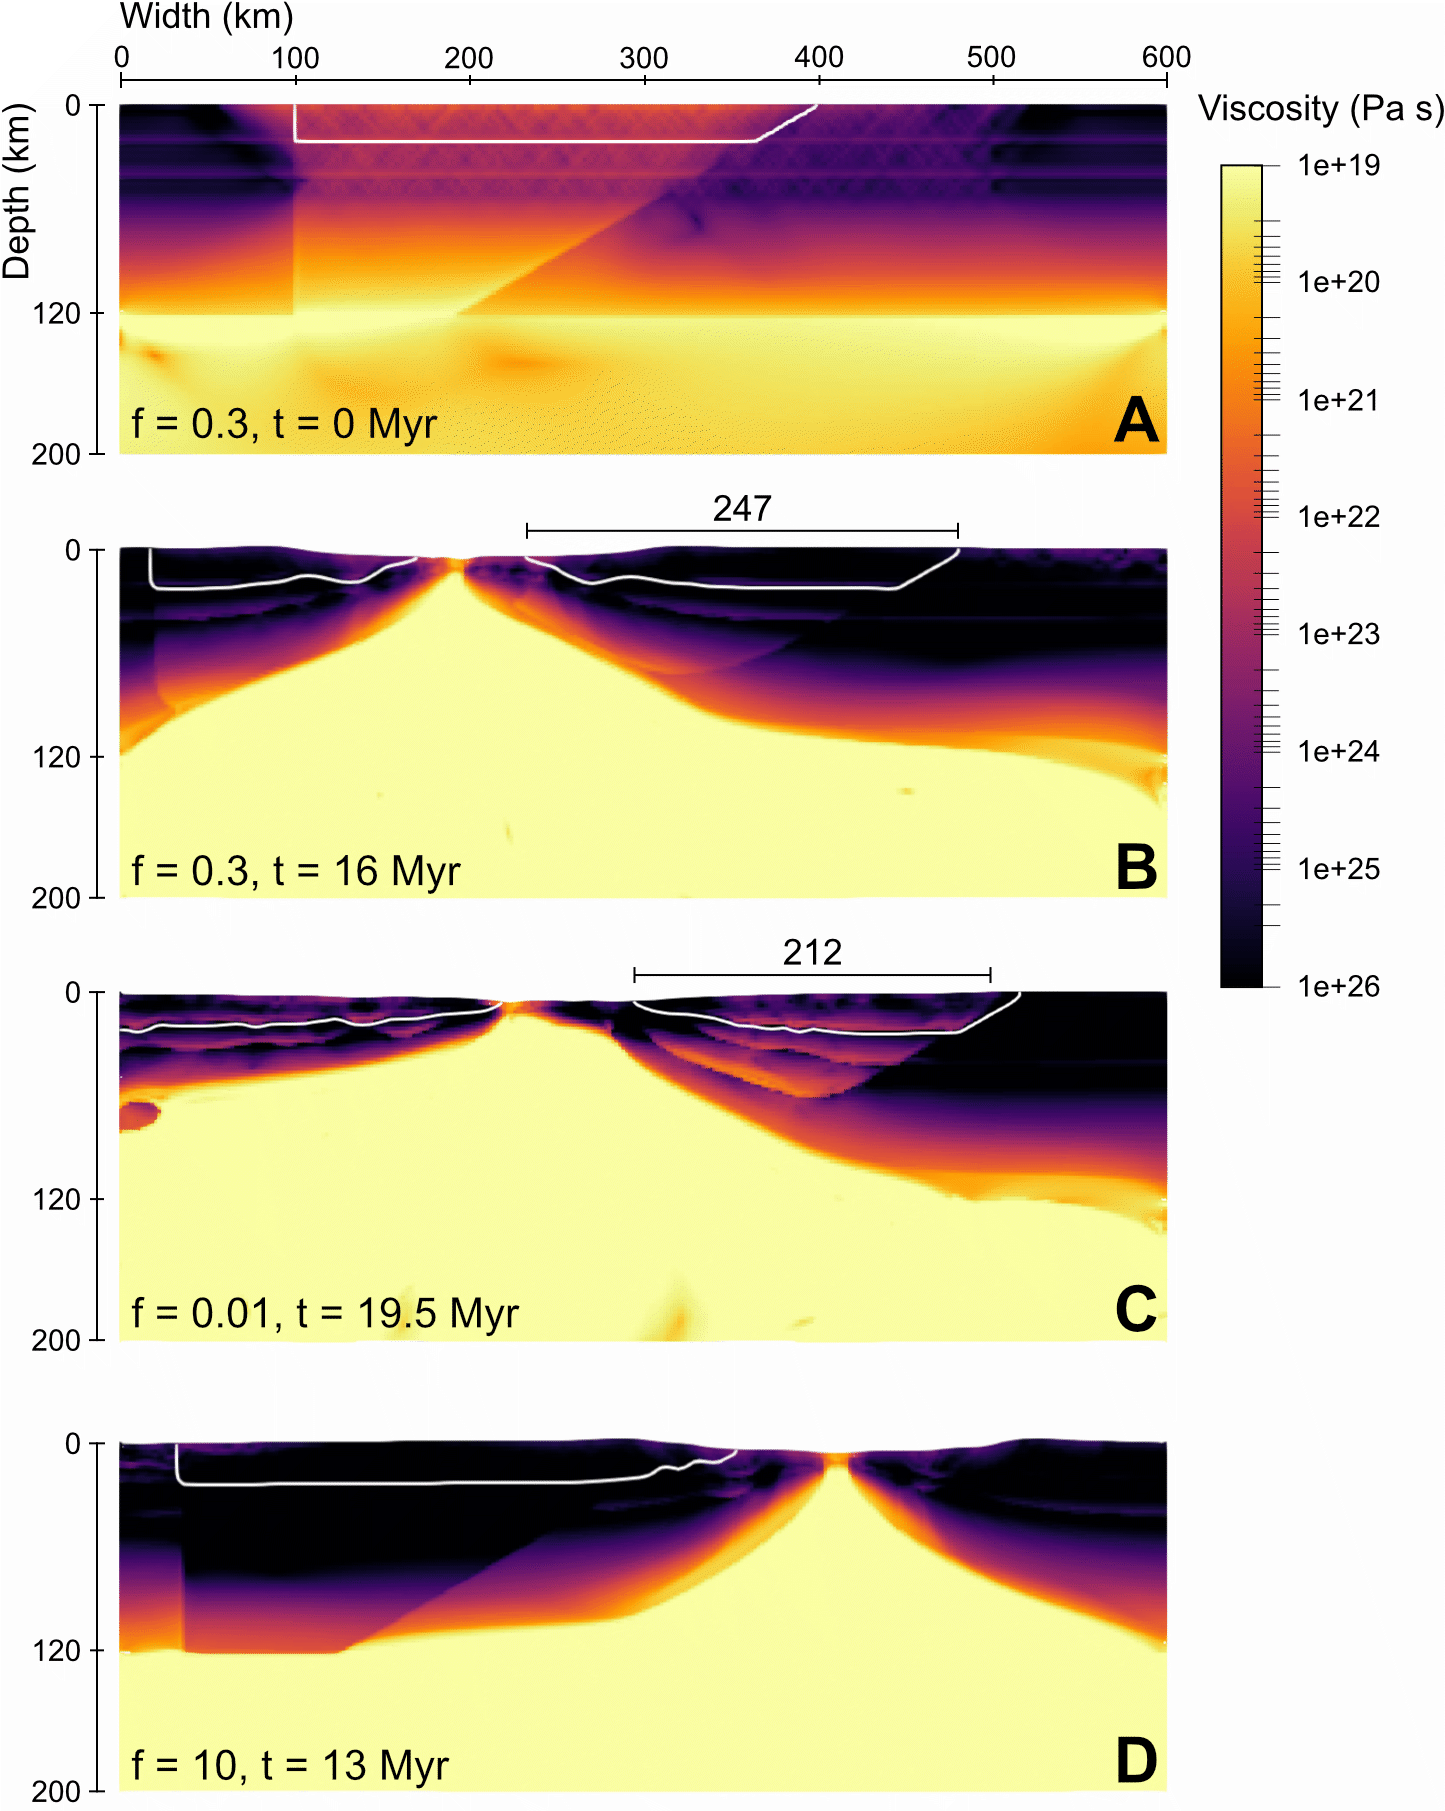 Width (km)
0 100 200 300 400 500 600
Depth (km)
0
120
200
f = 0.3, t = 0 Myr
A
Viscosity (Pa s)
1e+19
1e+20
1e+21
1e+22
1e+23
1e+24
1e+25
1e+26
247
0
120
200
f = 0.3, t = 16 Myr
B
212
0
120
200
f = 0.01, t = 19.5 Myr
C
0
120
200
f = 10, t = 13 Myr
D